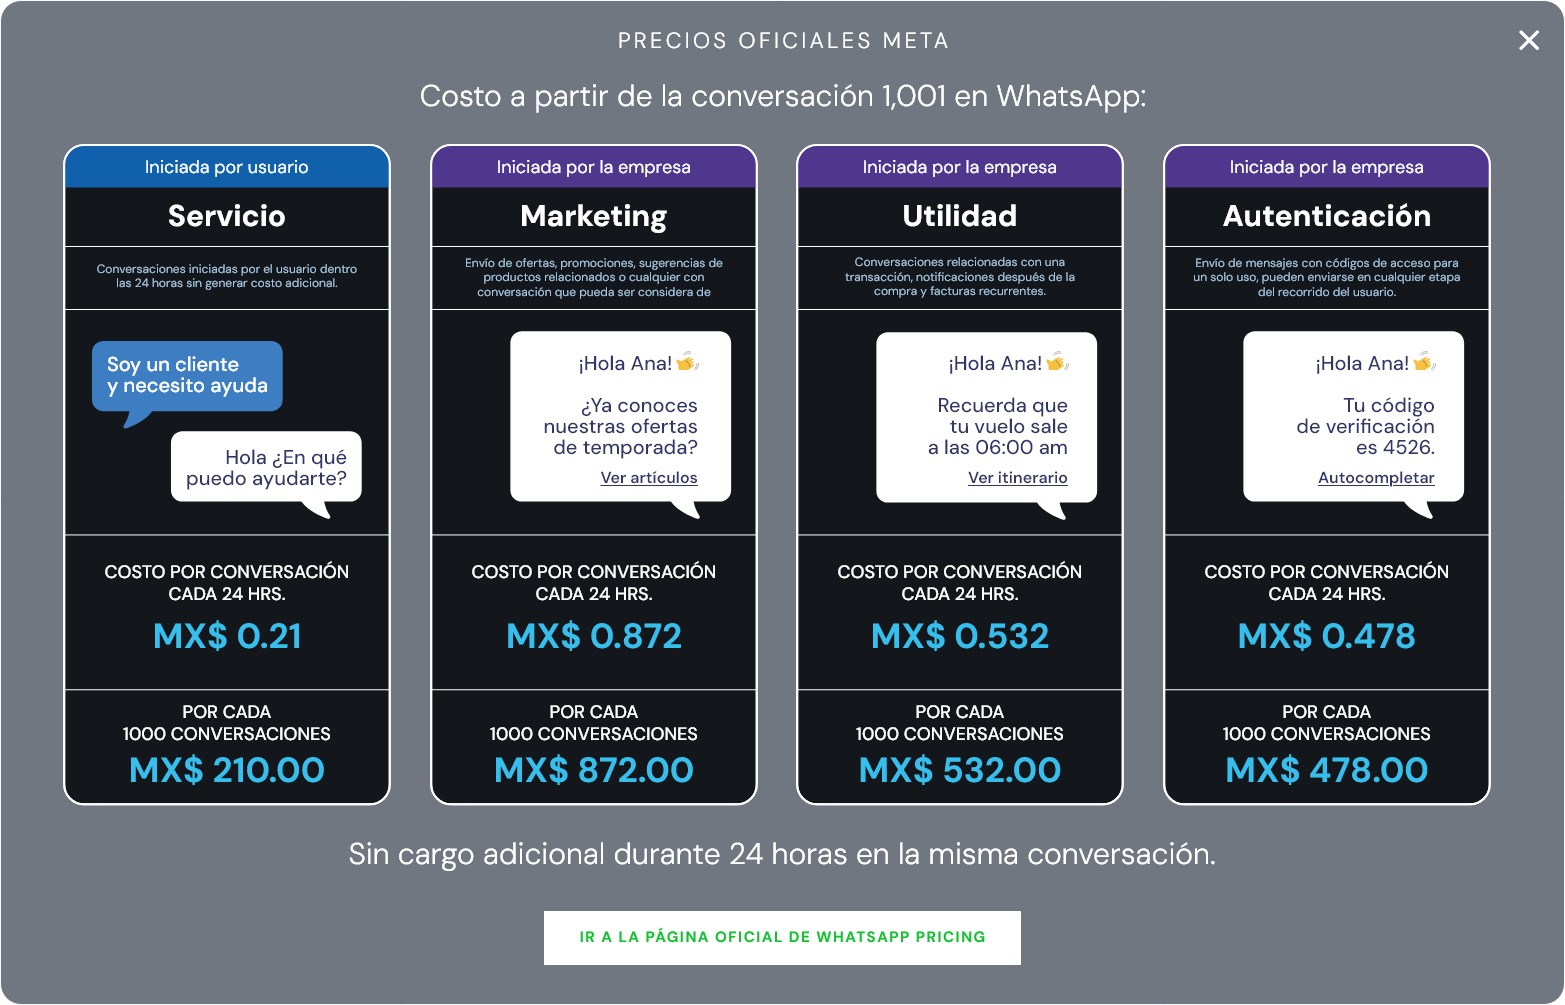 PRECIOS OFICIALES META
Costo a partir de la conversación 1,001 en WhatsApp:
Iniciada por usuario
Servicio
Conversaciones iniciadas por el usuario dentro
las 24 horas sin generar costo adicional.
Soy un cliente
y necesito ayuda
Hola ¿En qué
puedo ayudarte?
COSTO POR CONVERSACIÓN
CADA 24 HRS.
MX$ 0.21
POR CADA
1000 CONVERSACIONES
MX$ 210.00
Iniciada por la empresa
Marketing
Envío de ofertas, promociones, sugerencias de
productos relacionados o cualquier con
conversación que pueda ser considera de
¡Hola Ana!
¿Ya conoces
nuestras ofertas
de temporada?
Ver artículos
COSTO POR CONVERSACIÓN
CADA 24 HRS.
MX$ 0.872
POR CADA
1000 CONVERSACIONES
MX$ 872.00
Iniciada por la empresa
Utilidad
Conversaciones relacionadas con una
transacción, notificaciones después de la
compra y facturas recurrentes.
¡Hola Ana!
Recuerda que
tu vuelo sale
a las 06:00 am
Ver itinerario
COSTO POR CONVERSACIÓN
CADA 24 HRS.
MX$ 0.532
POR CADA
1000 CONVERSACIONES
MX$ 532.00
Iniciada por la empresa
Autenticación
Envío de mensajes con códigos de acceso para
un solo uso, pueden enviarse en cualquier etapa
del recorrido del usuario.
¡Hola Ana!
Tu código
de verificación
es 4526.
Autocompletar
COSTO POR CONVERSACIÓN
CADA 24 HRS.
MX$ 0.478
POR CADA
1000 CONVERSACIONES
MX$ 478.00
Sin cargo adicional durante 24 horas en la misma conversación.
IR A LA PÁGINA OFICIAL DE WHATSAPP PRICING